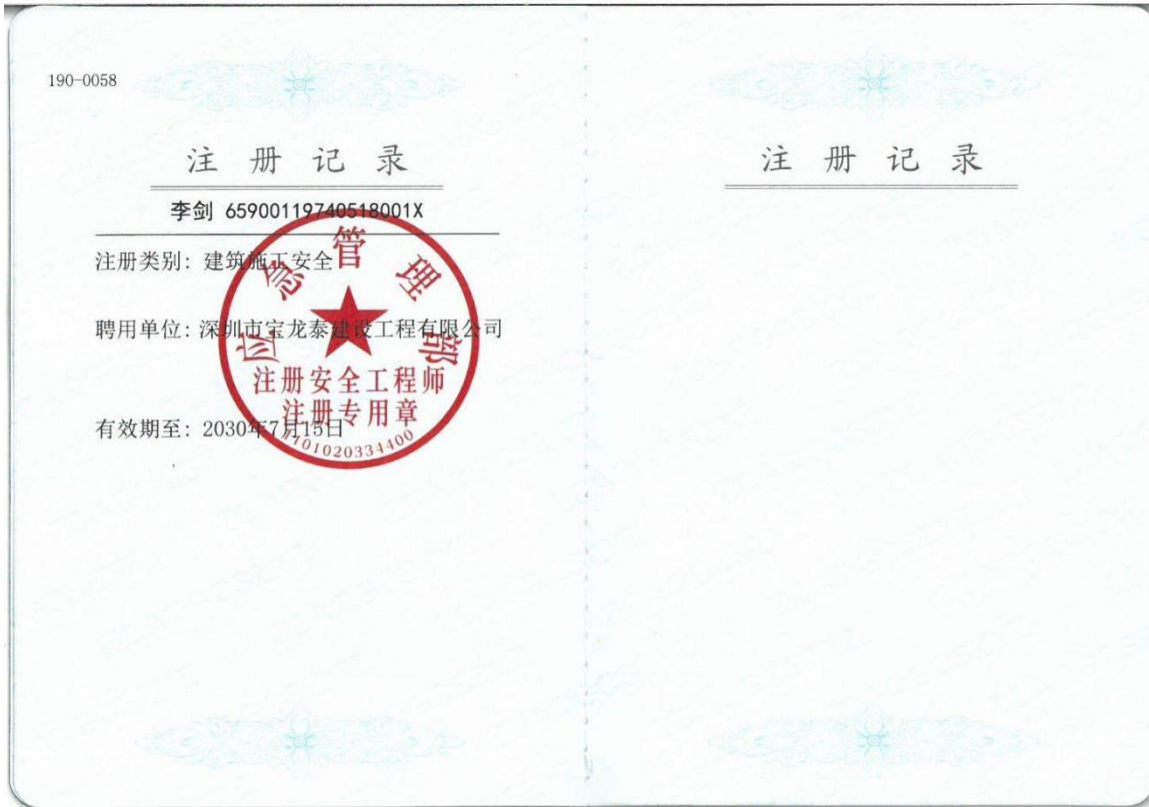 190-0058
注册记录
李剑 65900119740518001X
注册类别：建筑施工安全
聘用单位：深圳市宝龙泰建设工程有限公司
有效期至：2030年7月15日
应急管理部
注册安全工程师
注册专用章
1101020334400
注册记录